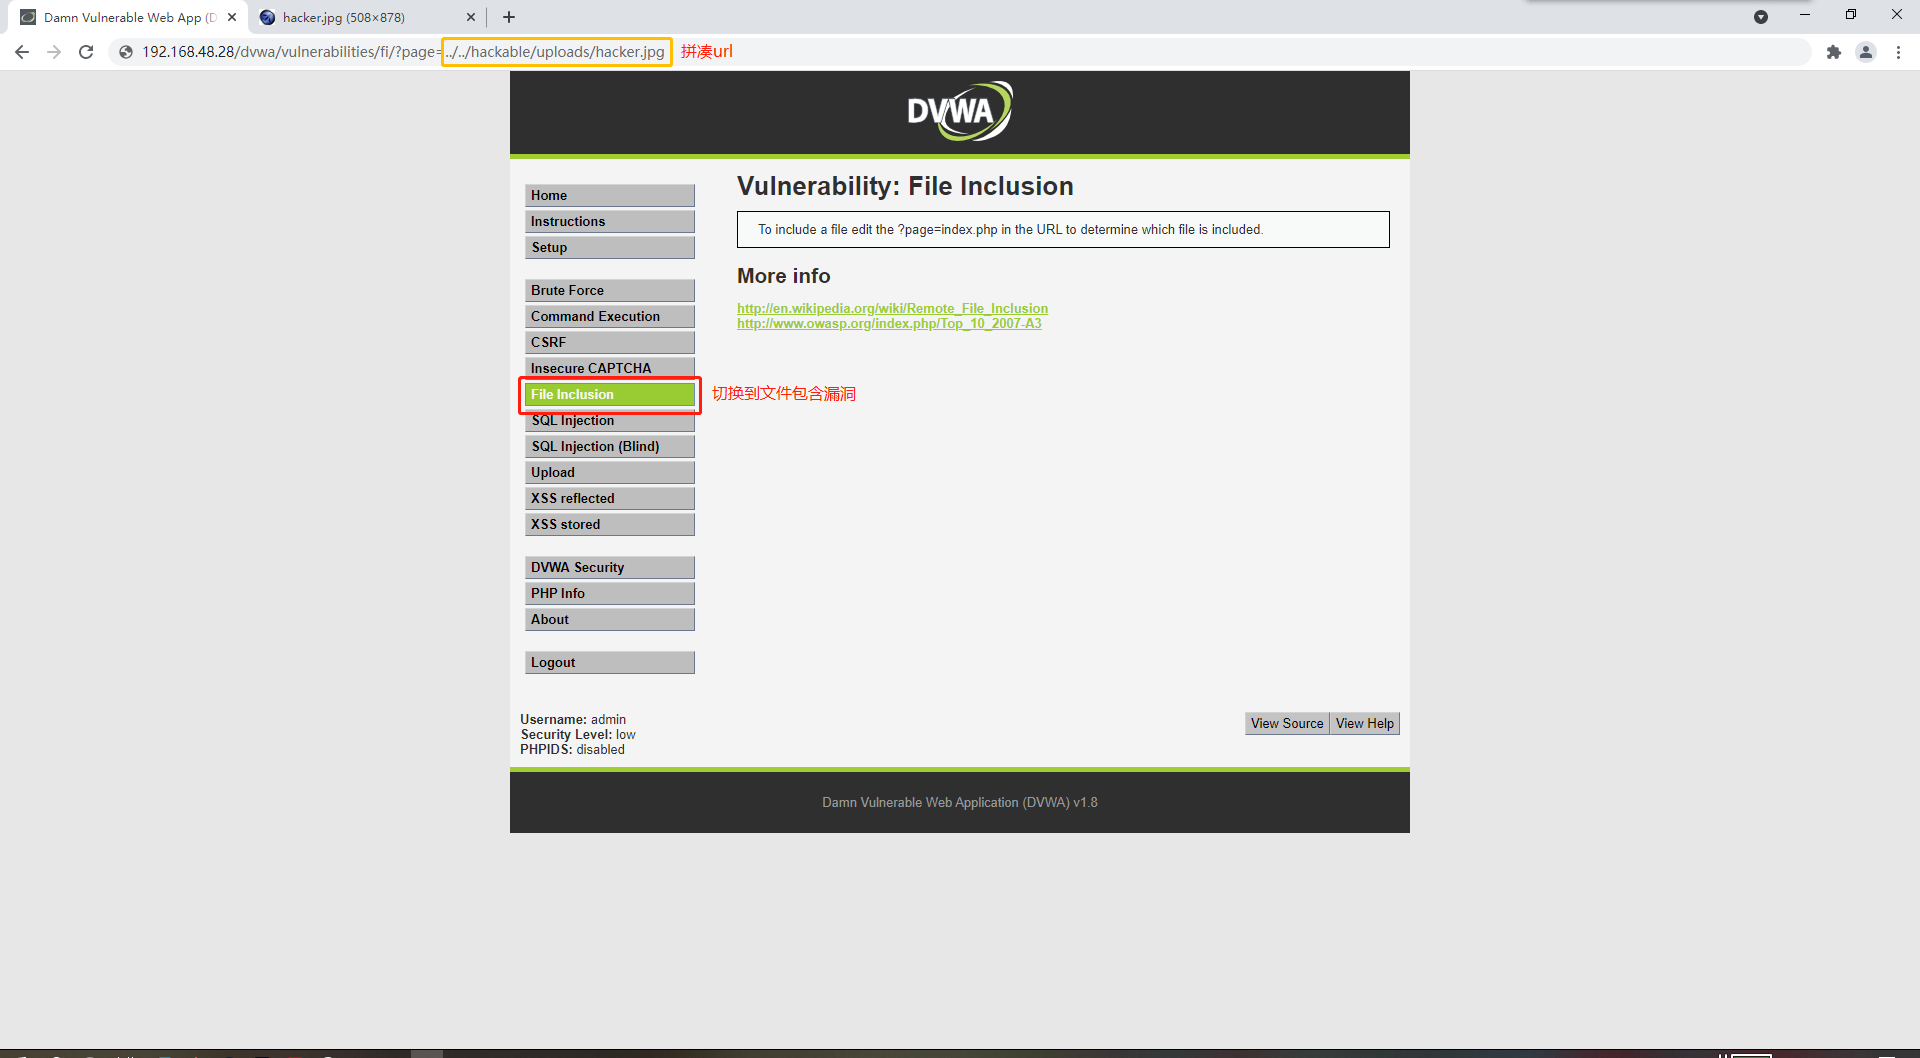 Damn Vulnerable Web App (D
hacker.jpg (508×878)
192.168.48.28/dvwa/vulnerabilities/fi/?page=../../hackable/uploads/hacker.jpg 拼凑url
DVWA
Vulnerability: File Inclusion
To include a file edit the ?page=index.php in the URL to determine which file is included.
More info
http://en.wikipedia.org/wiki/Remote_File_Inclusion
http://www.owasp.org/index.php/Top_10_2007-A3
Home
Instructions
Setup
Brute Force
Command Execution
CSRF
Insecure CAPTCHA
File Inclusion 切换到文件包含漏洞
SQL Injection
SQL Injection (Blind)
Upload
XSS reflected
XSS stored
DVWA Security
PHP Info
About
Logout
Username: admin
Security Level: low
PHPIDS: disabled
View Source View Help
Damn Vulnerable Web Application (DVWA) v1.8